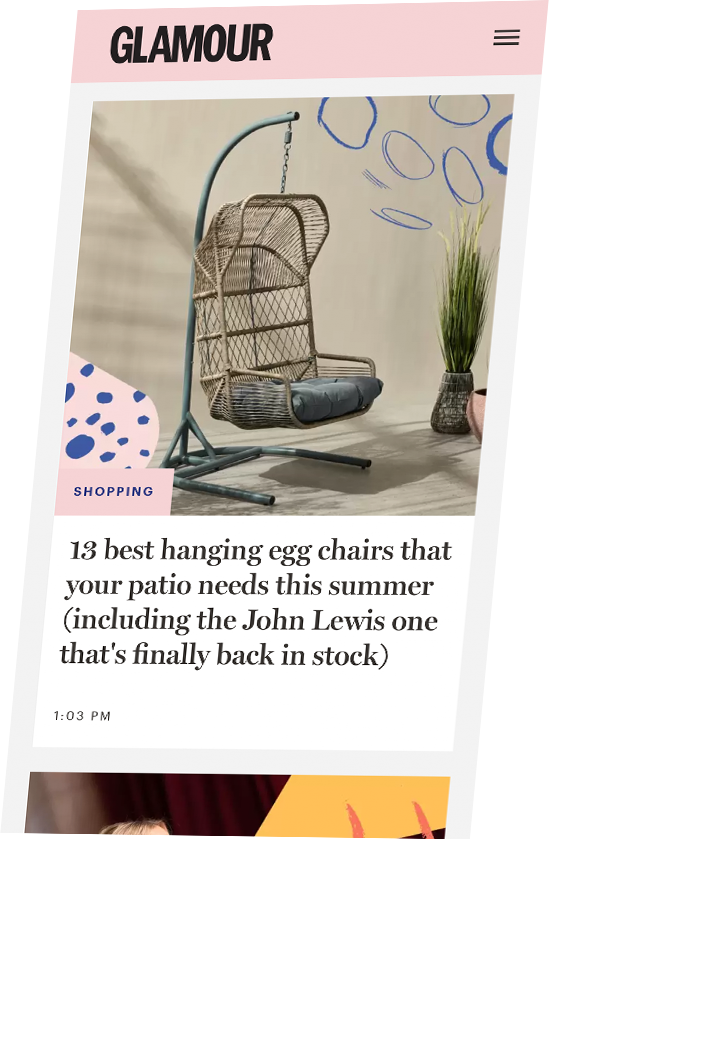 GLAMOUR
SHOPPING
13 best hanging egg chairs that
your patio needs this summer
(including the John Lewis one
that's finally back in stock)
1:03 PM